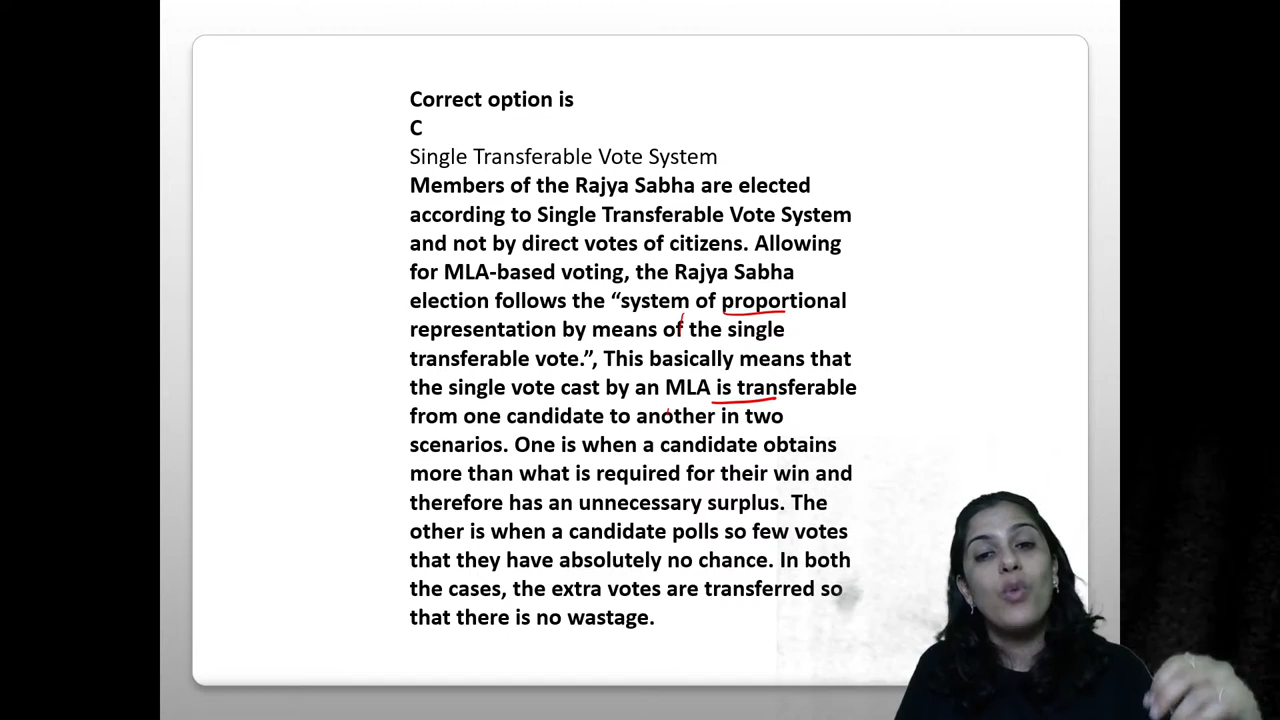 Correct option is
C
Single Transferable Vote System
Members of the Rajya Sabha are elected
according to Single Transferable Vote System
and not by direct votes of citizens. Allowing
for MLA-based voting, the Rajya Sabha
election follows the “system of proportional
representation by means of the single
transferable vote.”, This basically means that
the single vote cast by an MLA is transferable
from one candidate to another in two
scenarios. One is when a candidate obtains
more than what is required for their win and
therefore has an unnecessary surplus. The
other is when a candidate polls so few votes
that they have absolutely no chance. In both
the cases, the extra votes are transferred so
that there is no wastage.